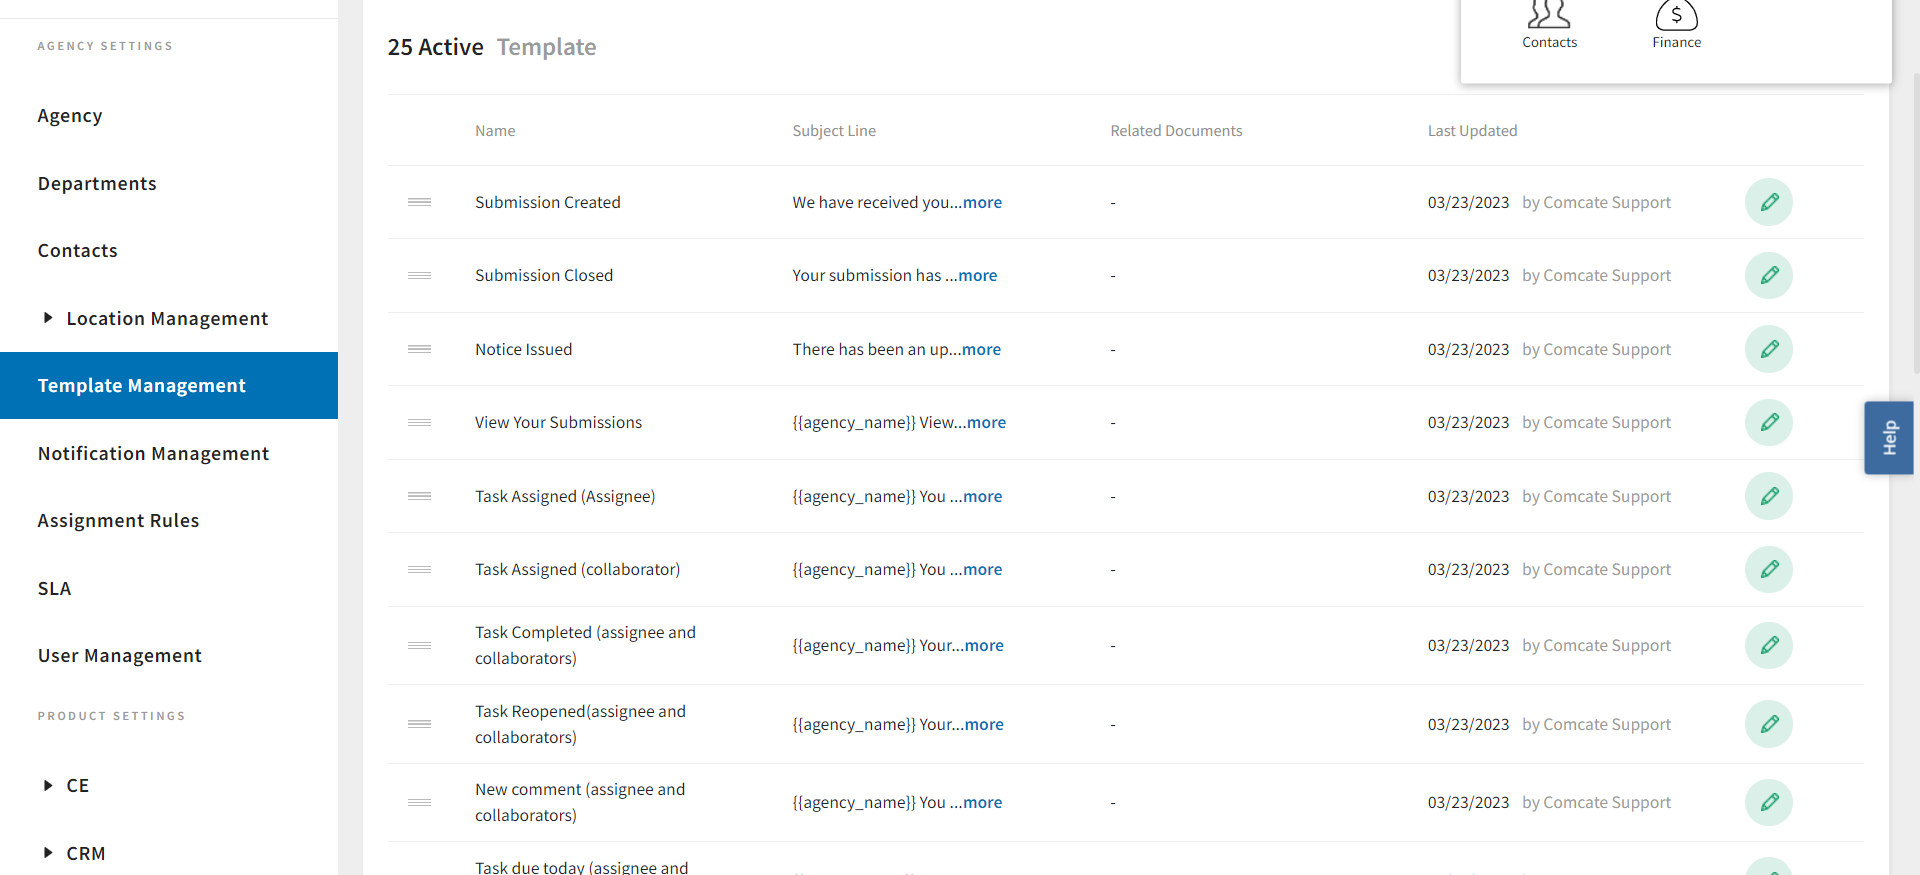 AGENCY SETTINGS
Agency
Departments
Contacts
Location Management
Template Management
Notification Management
Assignment Rules
SLA
User Management
PRODUCT SETTINGS
CE
CRM
Contacts
$
Finance
25 Active Template
Name Subject Line Related Documents Last Updated
Submission Created We have received you...more - 03/23/2023 by Comcate Support
Submission Closed Your submission has ...more - 03/23/2023 by Comcate Support
Notice Issued There has been an up...more - 03/23/2023 by Comcate Support
View Your Submissions {{agency_name}} View...more - 03/23/2023 by Comcate Support
Task Assigned (Assignee) {{agency_name}} You ...more - 03/23/2023 by Comcate Support
Task Assigned (collaborator) {{agency_name}} You ...more - 03/23/2023 by Comcate Support
Task Completed (assignee and
collaborators) {{agency_name}} Your...more - 03/23/2023 by Comcate Support
Task Reopened(assignee and
collaborators) {{agency_name}} Your...more - 03/23/2023 by Comcate Support
New comment (assignee and
collaborators) {{agency_name}} You ...more - 03/23/2023 by Comcate Support
Task due today (assignee and
Help